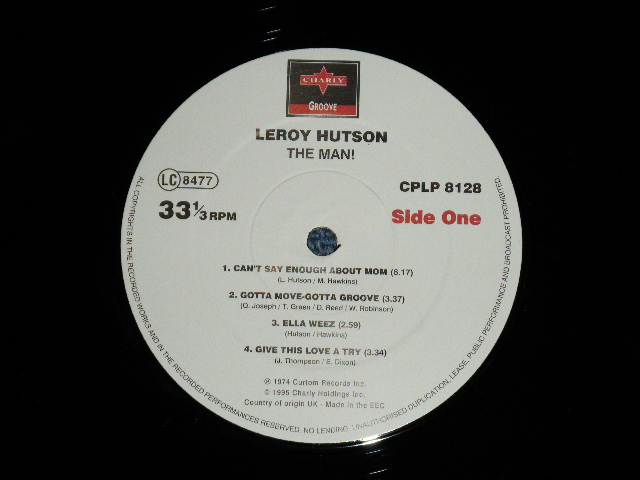 CHARLY
GROOVE
LEROY HUTSON
THE MAN!
LC 8477
CPLP 8128
33 1/3 RPM
Side One
1. CAN'T SAY ENOUGH ABOUT MOM (6.17)
(L. Hutson / M. Hawkins)
2. GOTTA MOVE-GOTTA GROOVE (3.37)
(O. Joseph / T. Green / D. Reed / W. Robinson)
3. ELLA WEEZ (2.59)
(Hutson / Hawkins)
4. GIVE THIS LOVE A TRY (3.34)
(J. Thompson / E. Dixon)
℗ 1974 Curtom Records Inc.
© 1995 Charly Holdings Inc.
Country of origin UK - Made in the EEC
ALL COPYRIGHTS IN THE RECORDED WORKS AND IN THE RECORDED PERFORMANCES RESERVED. NO LENDING, UNAUTHORISED DUPLICATION, LEASE, PUBLIC PERFORMANCE AND BROADCAST PROHIBITED.